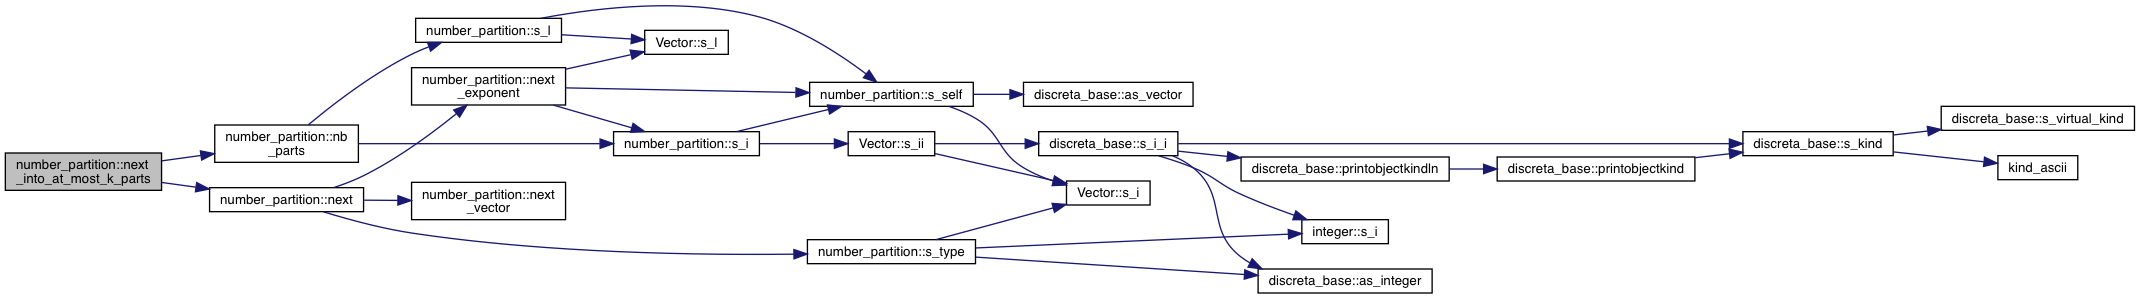 number_partition::next
_into_at_most_k_parts
number_partition::nb
_parts
number_partition::next
number_partition::s_l
number_partition::next
_exponent
number_partition::next
_vector
Vector::s_l
number_partition::s_i
number_partition::s_self
Vector::s_ii
number_partition::s_type
discreta_base::as_vector
discreta_base::s_i_i
Vector::s_i
discreta_base::printobjectkindln
integer::s_i
discreta_base::as_integer
discreta_base::printobjectkind
discreta_base::s_kind
discreta_base::s_virtual_kind
kind_ascii